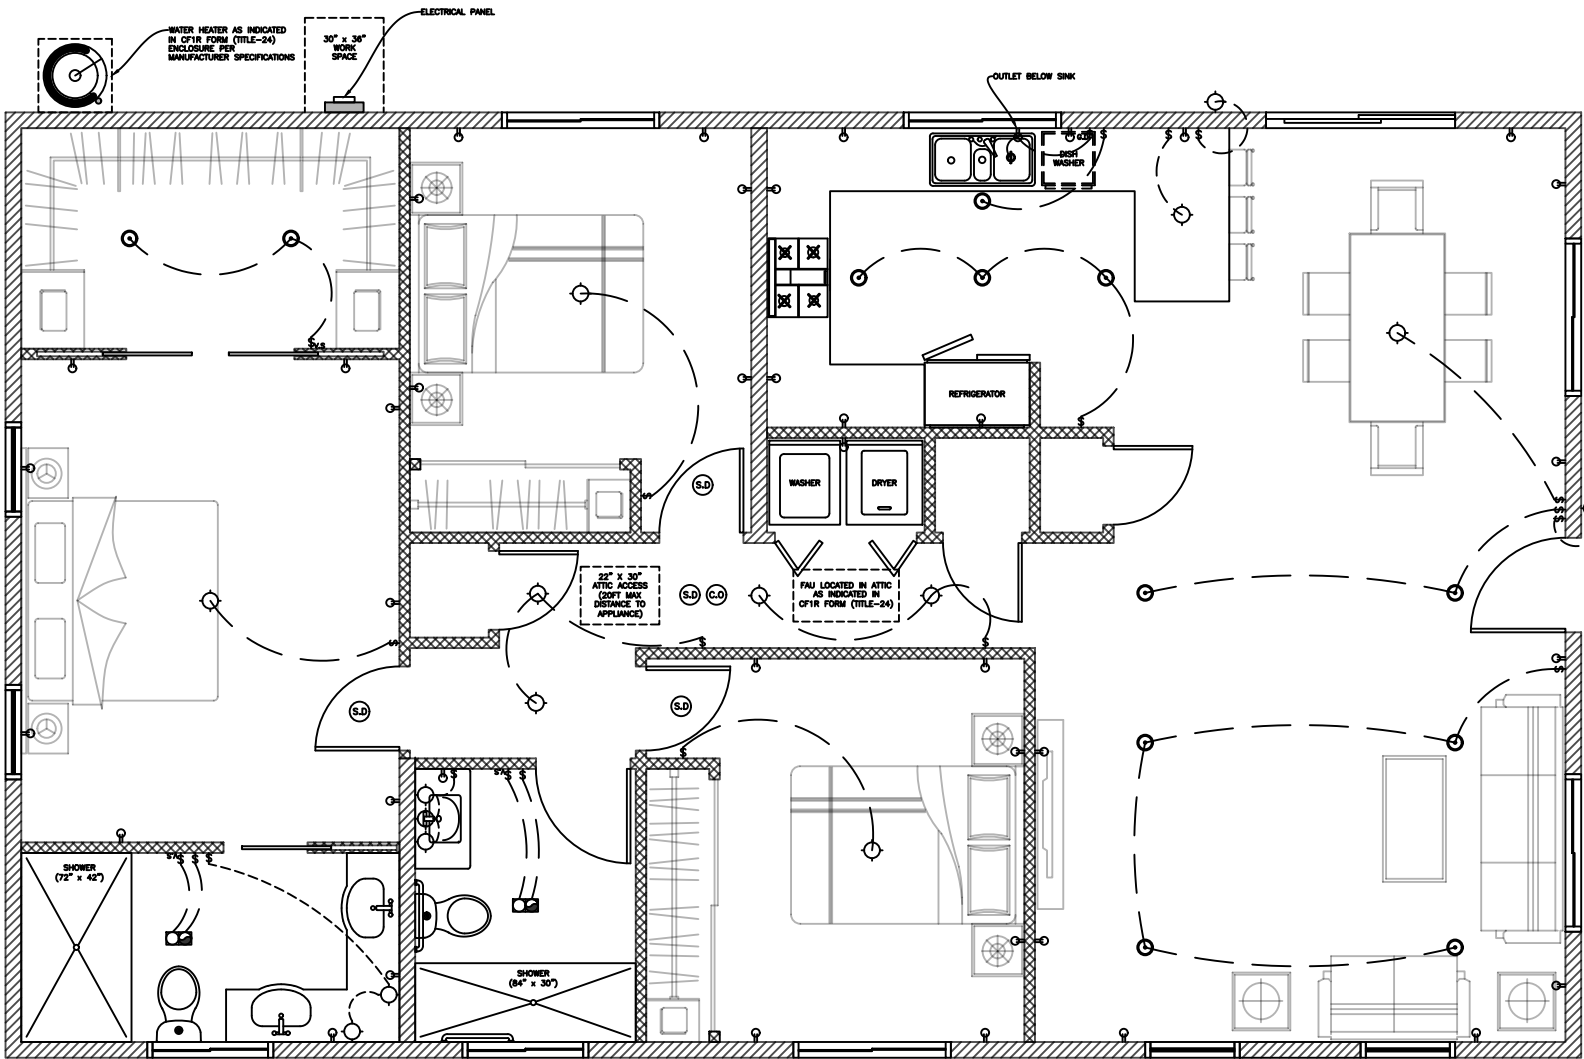 ELECTRICAL PANEL
WATER HEATER AS INDICATED
IN CF1R FORM (TITLE-24)
ENCLOSURE PER
MANUFACTURER SPECIFICATIONS
30" x 36"
WORK
SPACE
OUTLET BELOW SINK
DISH
WASHER
REFRIGERATOR
WASHER
DRYER
S.D
22" X 30"
ATTIC ACCESS
(20FT MAX
DISTANCE TO
APPLIANCE)
S.D
C.O
FAU LOCATED IN ATTIC
AS INDICATED IN
CF1R FORM (TITLE-24)
S.D
S.D
SHOWER
(72" x 42")
SHOWER
(84" x 30")